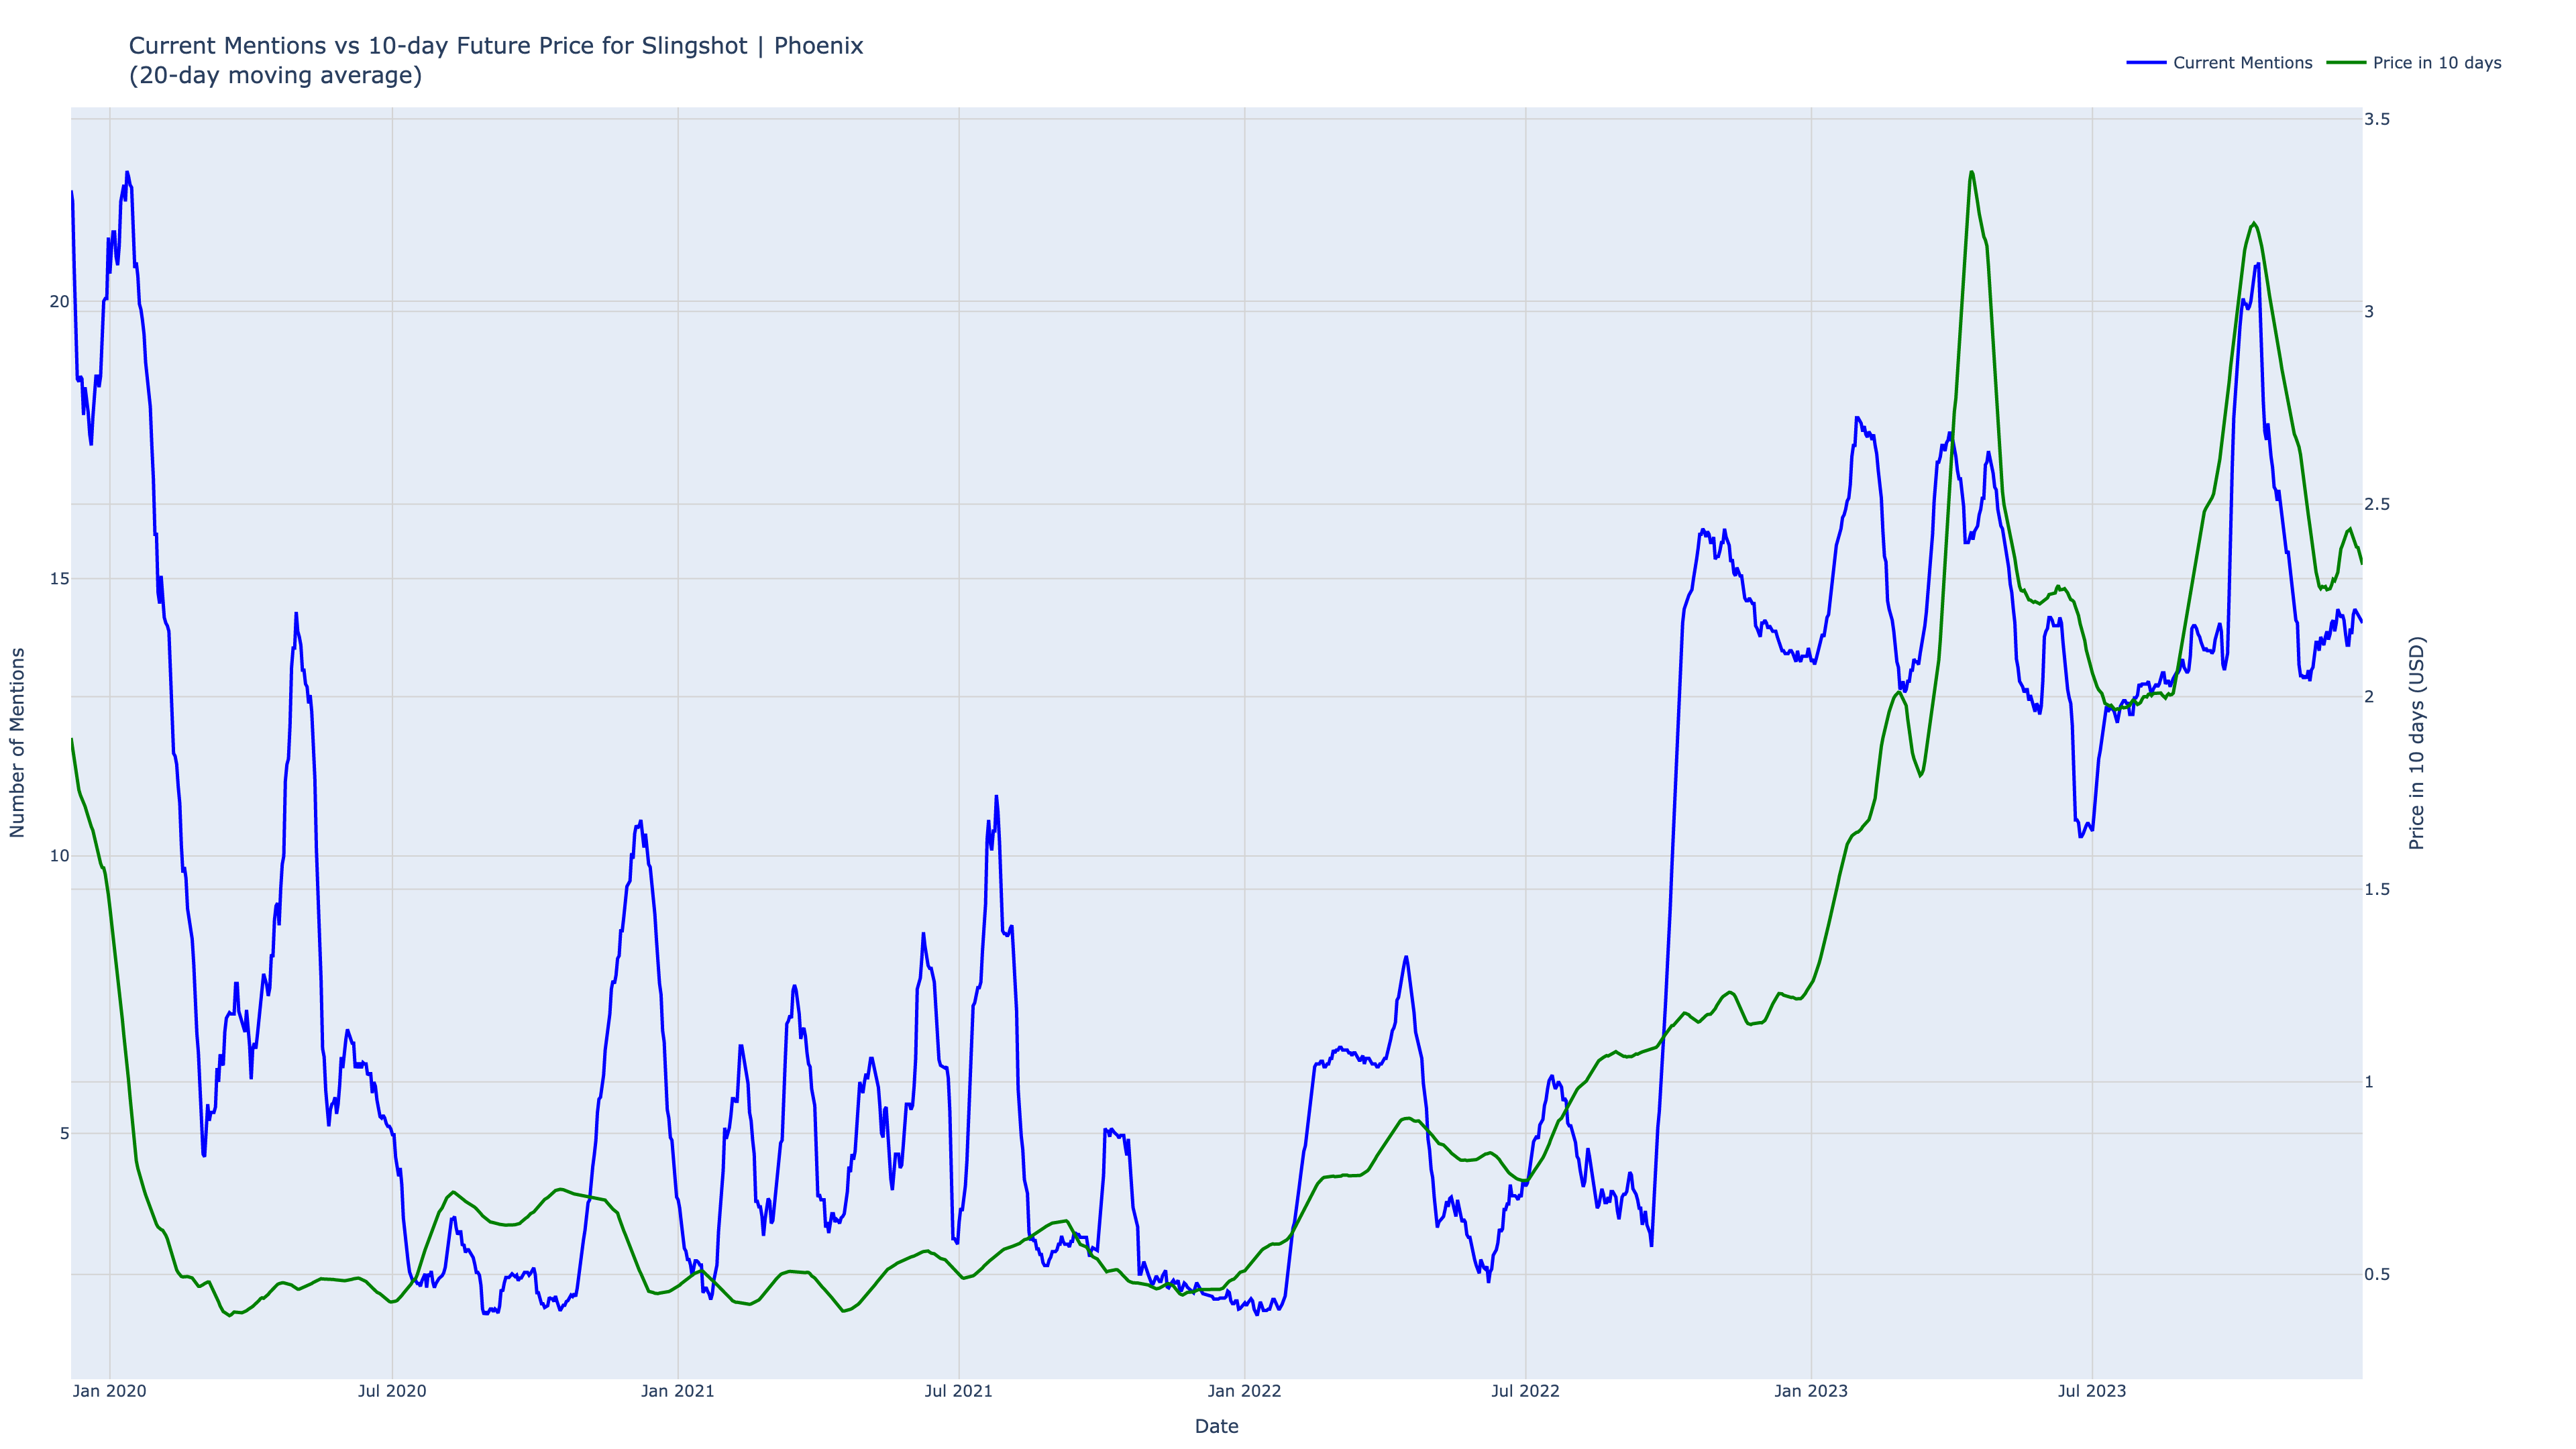 Current Mentions vs 10-day Future Price for Slingshot | Phoenix
(20-day moving average)
Current Mentions
Price in 10 days
20
15
10
5
Number of Mentions
3.5
3
2.5
2
1.5
1
0.5
Price in 10 days (USD)
Jan 2020
Jul 2020
Jan 2021
Jul 2021
Jan 2022
Jul 2022
Jan 2023
Jul 2023
Date